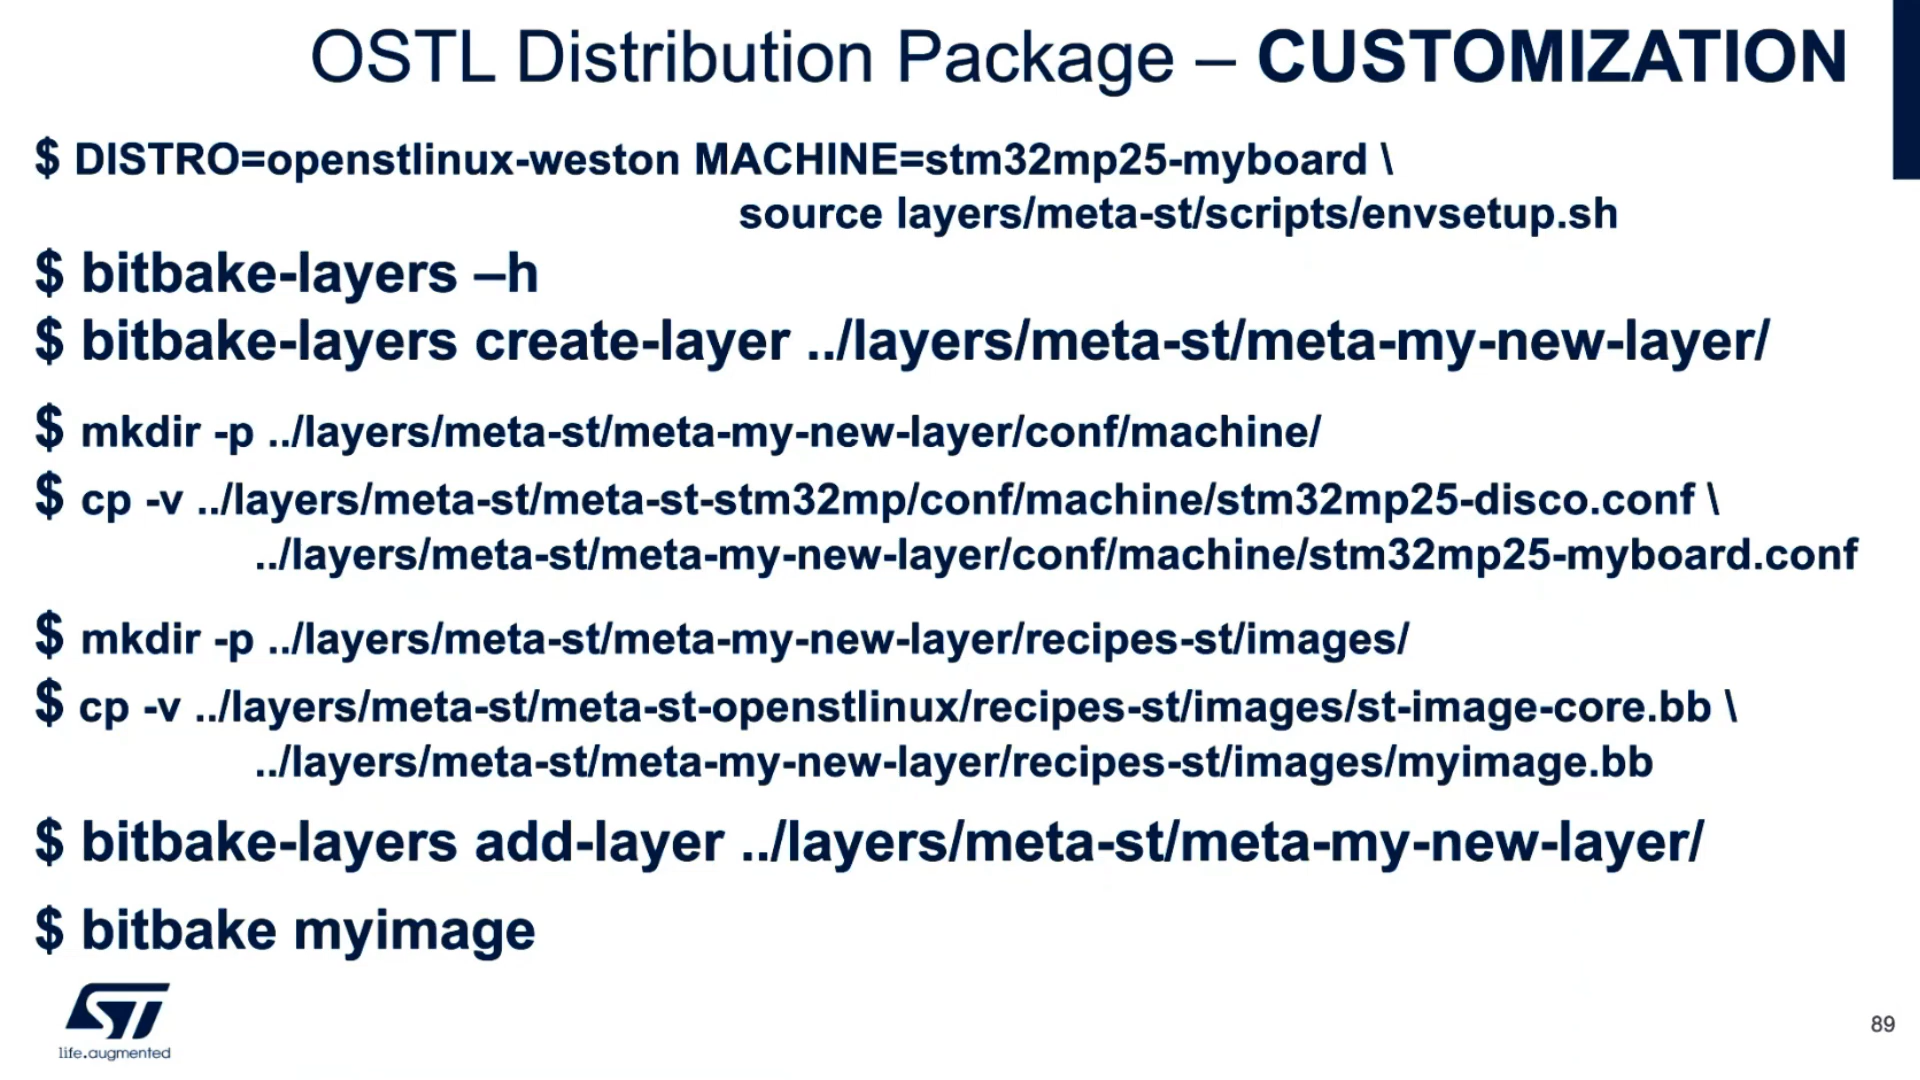 OSTL Distribution Package – CUSTOMIZATION
$ DISTRO=openstlinux-weston MACHINE=stm32mp25-myboard \
source layers/meta-st/scripts/envsetup.sh
$ bitbake-layers –h
$ bitbake-layers create-layer ../layers/meta-st/meta-my-new-layer/
$ mkdir -p ../layers/meta-st/meta-my-new-layer/conf/machine/
$ cp -v ../layers/meta-st/meta-st-stm32mp/conf/machine/stm32mp25-disco.conf \
../layers/meta-st/meta-my-new-layer/conf/machine/stm32mp25-myboard.conf
$ mkdir -p ../layers/meta-st/meta-my-new-layer/recipes-st/images/
$ cp -v ../layers/meta-st/meta-st-openstlinux/recipes-st/images/st-image-core.bb \
../layers/meta-st/meta-my-new-layer/recipes-st/images/myimage.bb
$ bitbake-layers add-layer ../layers/meta-st/meta-my-new-layer/
$ bitbake myimage
ST
life.augmented
89